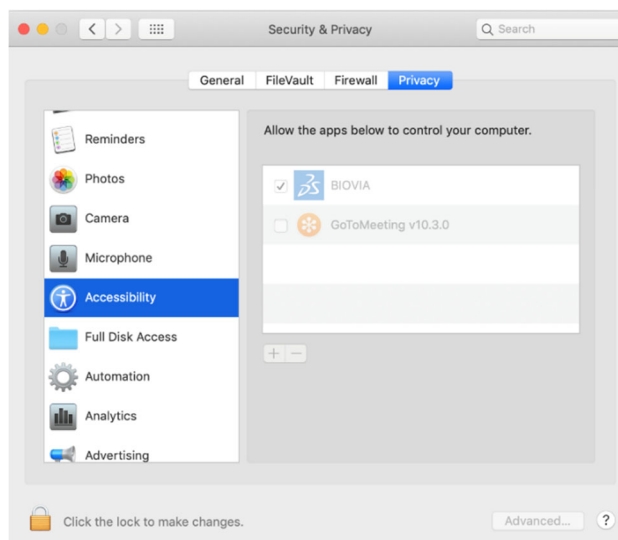 Security & Privacy
Search
General FileVault Firewall Privacy
Reminders
Photos
Camera
Microphone
Accessibility
Full Disk Access
Automation
Analytics
Advertising
Allow the apps below to control your computer.
BIOVIA
GoToMeeting v10.3.0
+ −
Click the lock to make changes.
Advanced... ?